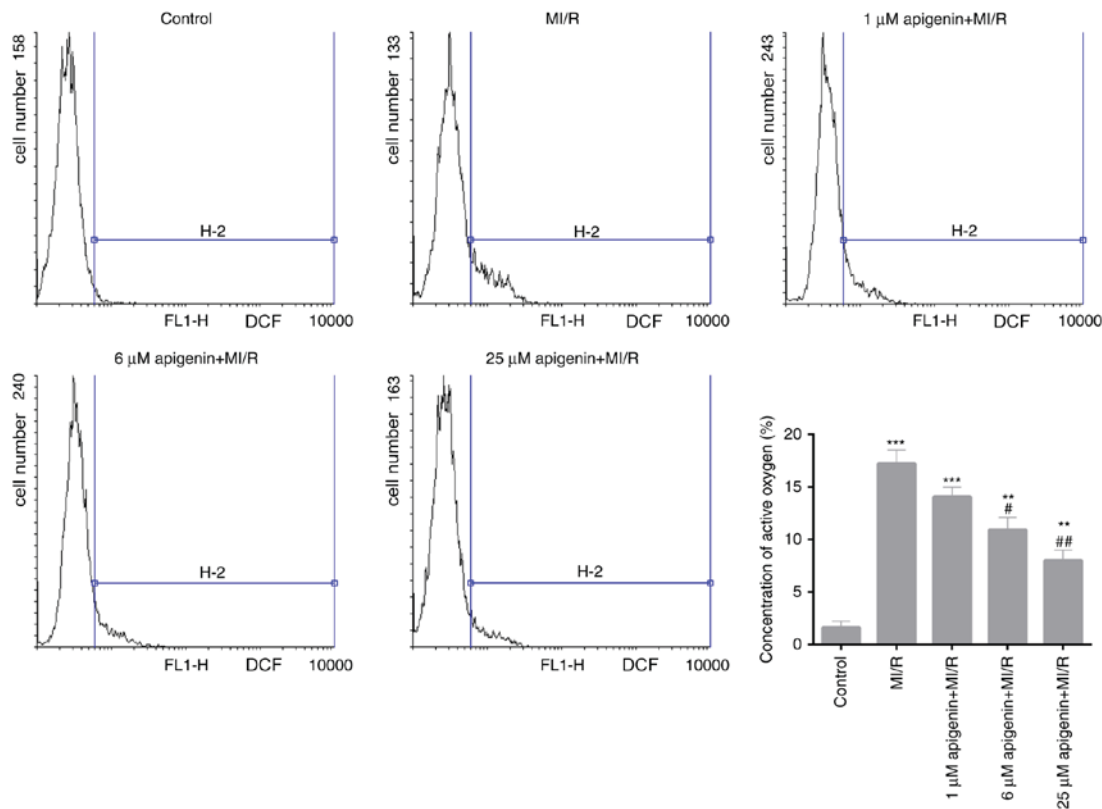 Control
cell number 158
H-2
FL1-H DCF 10000
MI/R
cell number 133
H-2
FL1-H DCF 10000
1 µM apigenin+MI/R
cell number 243
H-2
FL1-H DCF 10000
6 µM apigenin+MI/R
cell number 240
H-2
FL1-H DCF 10000
25 µM apigenin+MI/R
cell number 163
H-2
FL1-H DCF 10000
Concentration of active oxygen (%)
20
15
10
5
0
***
***
**
#
**
##
Control
MI/R
1 µM apigenin+MI/R
6 µM apigenin+MI/R
25 µM apigenin+MI/R